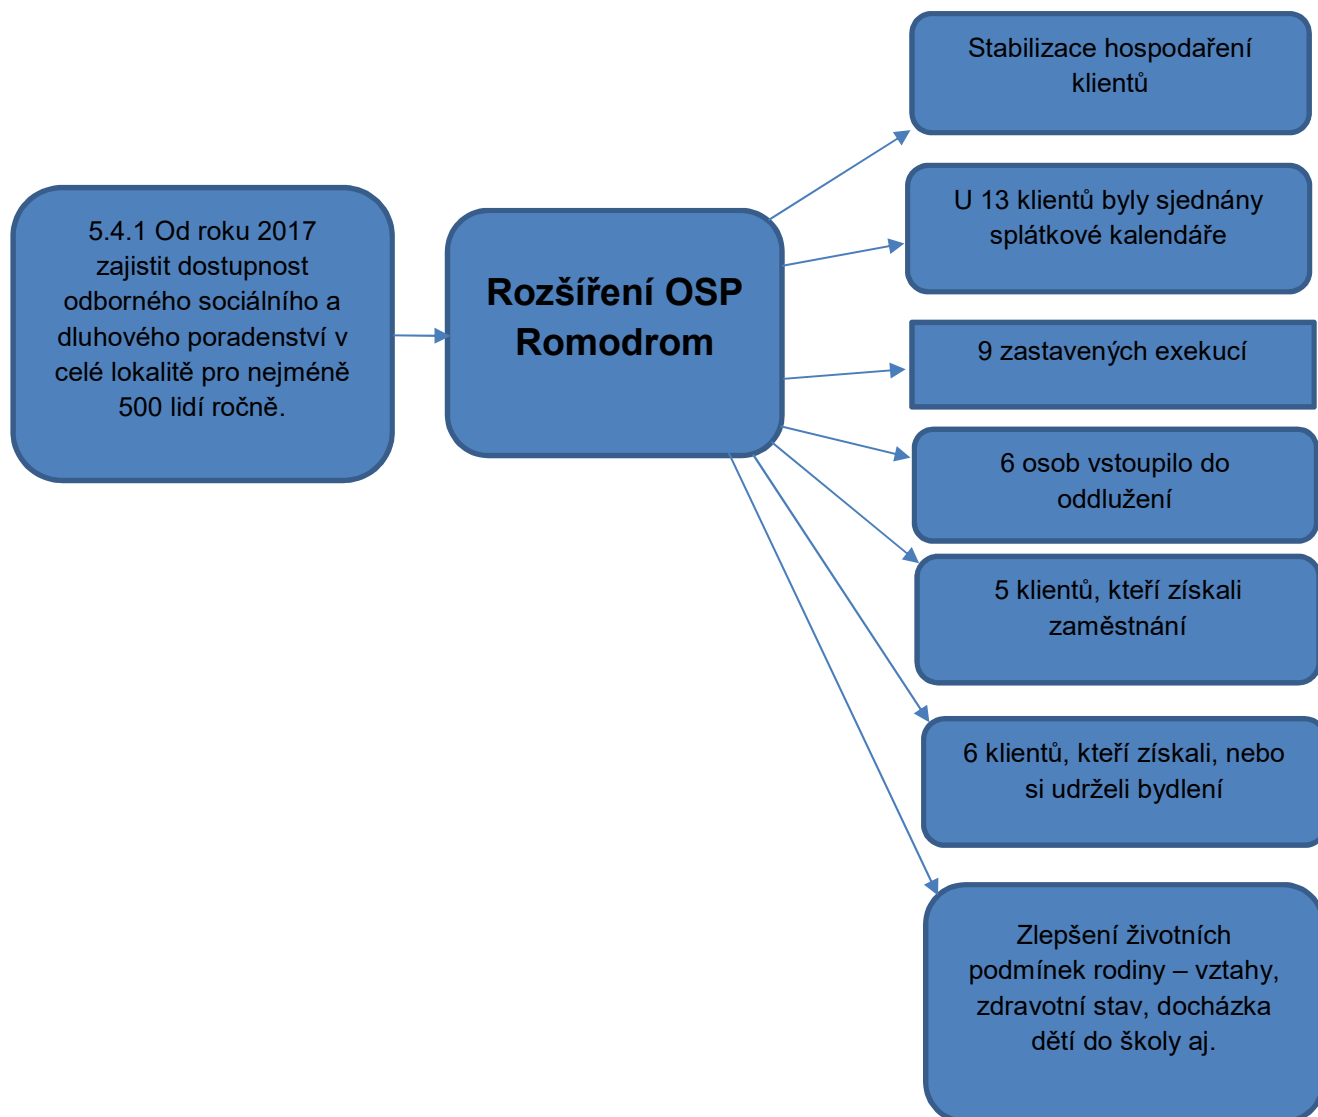 5.4.1 Od roku 2017
zajistit dostupnost
odborného sociálního a
dluhového poradenství v
celé lokalitě pro nejméně
500 lidí ročně.
Rozšíření OSP
Romodrom
Stabilizace hospodaření
klientů
U 13 klientů byly sjednány
splátkové kalendáře
9 zastavených exekucí
6 osob vstoupilo do
oddlužení
5 klientů, kteří získali
zaměstnání
6 klientů, kteří získali, nebo
si udrželi bydlení
Zlepšení životních
podmínek rodiny – vztahy,
zdravotní stav, docházka
dětí do školy aj.